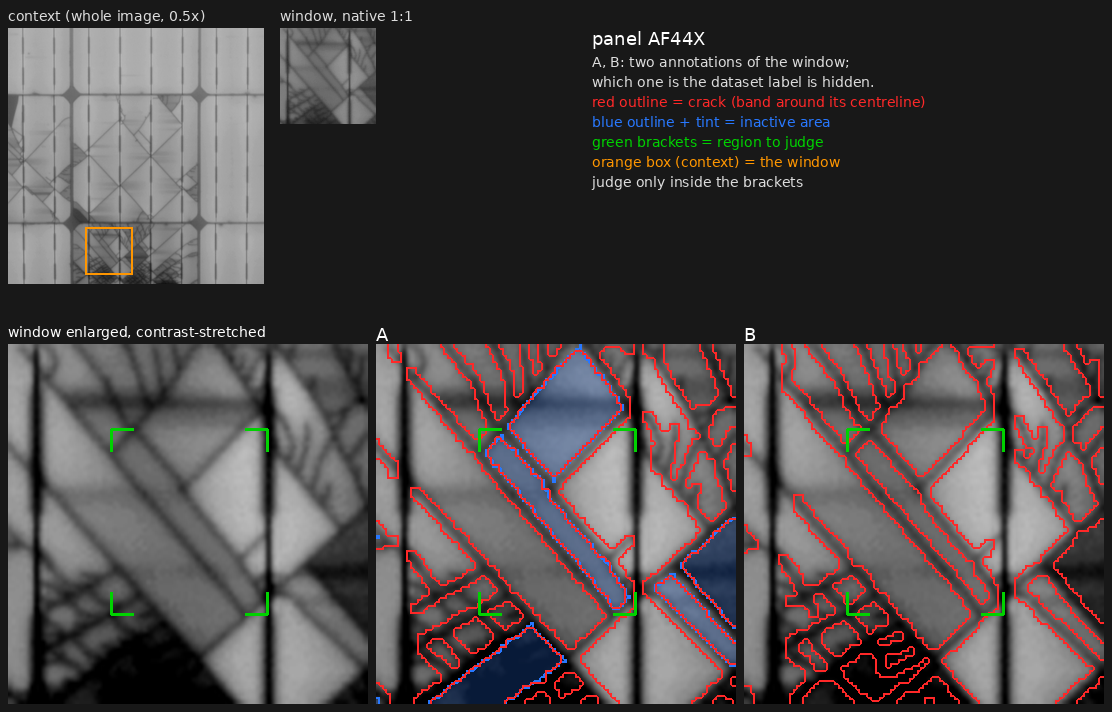 context (whole image, 0.5x)
window, native 1:1
panel AF44X
A, B: two annotations of the window;
which one is the dataset label is hidden.
red outline = crack (band around its centreline)
blue outline + tint = inactive area
green brackets = region to judge
orange box (context) = the window
judge only inside the brackets
window enlarged, contrast-stretched
A
B